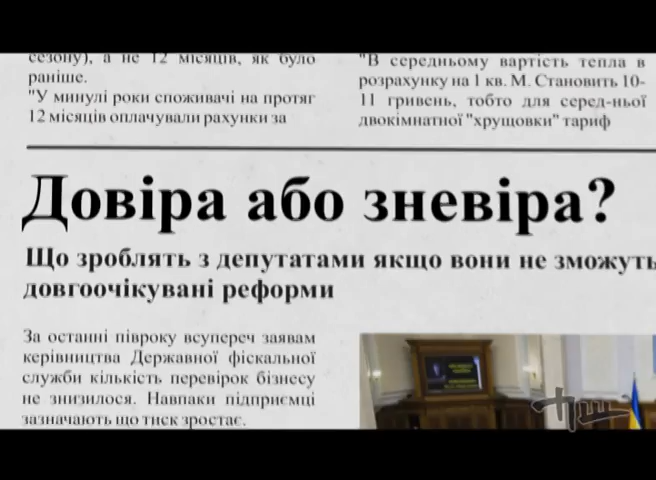 сезону), а не 12 місяців, як було
раніше.
"У минулі роки споживачі на протяг
12 місяців оплачували рахунки за
"В середньому вартість тепла в
розрахунку на 1 кв. М. Становить 10-
11 гривень, тобто для серед-ньої
двокімнатної "хрущовки" тариф
Довіра або зневіра?
Що зроблять з депутатами якщо вони не зможуть
довгоочікувані реформи
За останні півроку всупереч заявам
керівництва Державної фіскальної
служби кількість перевірок бізнесу
не знизилося. Навпаки підприємці
зазначають що тиск зростає.